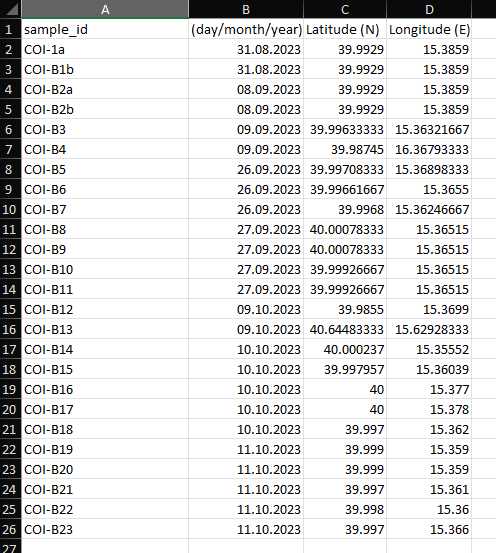 A B C D
1 sample_id (day/month/year) Latitude (N) Longitude (E)
2 COI-1a 31.08.2023 39.9929 15.3859
3 COI-B1b 31.08.2023 39.9929 15.3859
4 COI-B2a 08.09.2023 39.9929 15.3859
5 COI-B2b 08.09.2023 39.9929 15.3859
6 COI-B3 09.09.2023 39.99633333 15.36321667
7 COI-B4 09.09.2023 39.98745 16.36793333
8 COI-B5 26.09.2023 39.99708333 15.36898333
9 COI-B6 26.09.2023 39.99661667 15.3655
10 COI-B7 26.09.2023 39.9968 15.36246667
11 COI-B8 27.09.2023 40.00078333 15.36515
12 COI-B9 27.09.2023 40.00078333 15.36515
13 COI-B10 27.09.2023 39.99926667 15.36515
14 COI-B11 27.09.2023 39.99926667 15.36515
15 COI-B12 09.10.2023 39.9855 15.3699
16 COI-B13 09.10.2023 40.64483333 15.62928333
17 COI-B14 10.10.2023 40.000237 15.35552
18 COI-B15 10.10.2023 39.997957 15.36039
19 COI-B16 10.10.2023 40 15.377
20 COI-B17 10.10.2023 40 15.378
21 COI-B18 10.10.2023 39.997 15.362
22 COI-B19 11.10.2023 39.999 15.359
23 COI-B20 11.10.2023 39.999 15.359
24 COI-B21 11.10.2023 39.997 15.361
25 COI-B22 11.10.2023 39.998 15.36
26 COI-B23 11.10.2023 39.997 15.366
27